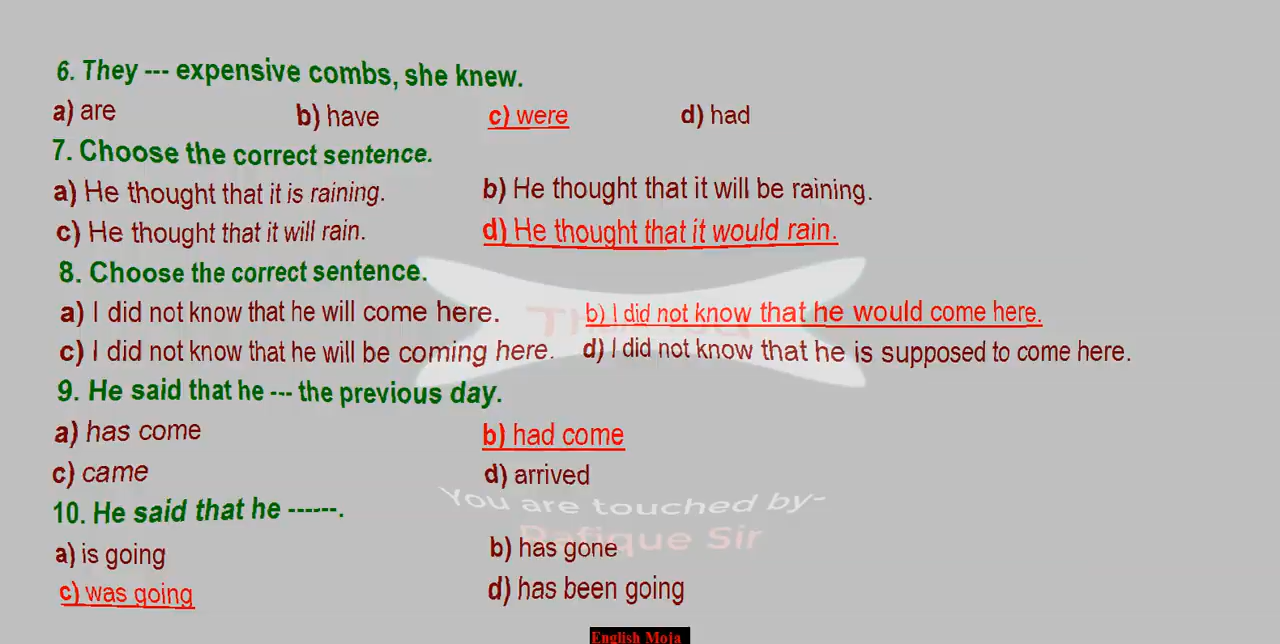 6. They --- expensive combs, she knew.
a) are b) have c) were d) had
7. Choose the correct sentence.
a) He thought that it is raining. b) He thought that it will be raining.
c) He thought that it will rain. d) He thought that it would rain.
8. Choose the correct sentence.
a) I did not know that he will come here. b) I did not know that he would come here.
c) I did not know that he will be coming here. d) I did not know that he is supposed to come here.
9. He said that he --- the previous day.
a) has come b) had come
c) came d) arrived
You are touched by-
10. He said that he ------.
Rafique Sir
a) is going b) has gone
c) was going d) has been going
English Moja